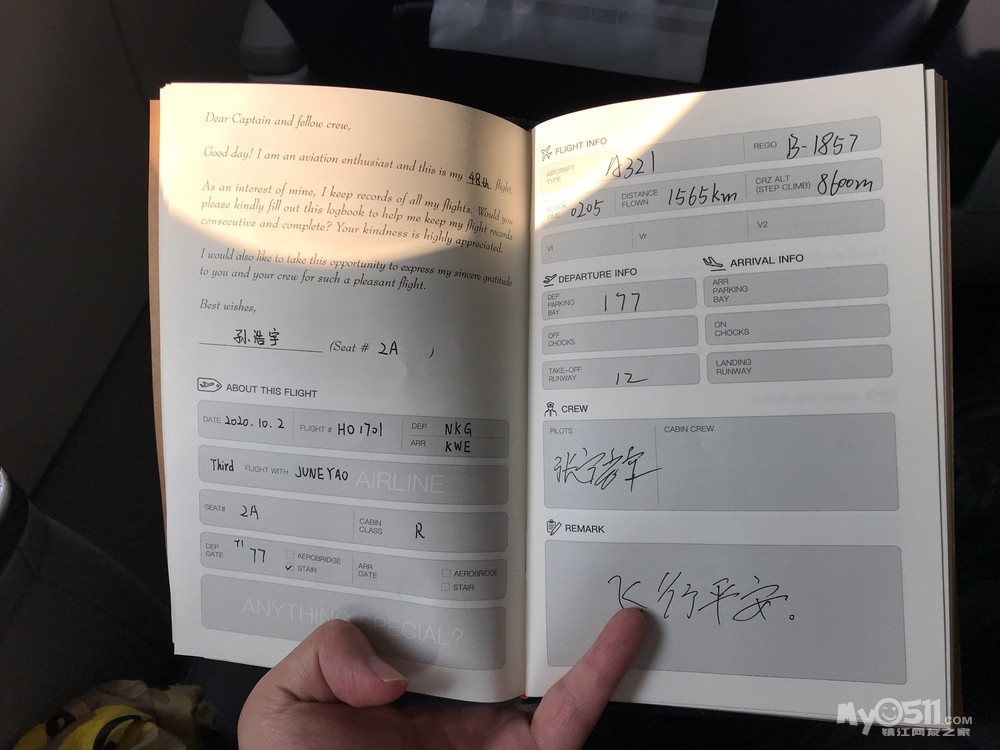 Dear Captain and fellow crew,
Good day! I am an aviation enthusiast and this is my 48th flight.
As an interest of mine, I keep records of all my flights. Would you
please kindly fill out this logbook to help me keep my flight records
consecutive and complete? Your kindness is highly appreciated.
I would also like to take this opportunity to express my sincere gratitude
to you and your crew for such a pleasant flight.
Best wishes,
孙浩宇 (Seat # 2A )
ABOUT THIS FLIGHT
DATE 2020.10.2 FLIGHT # HO1701 DEP NKG
ARR KWE
Third FLIGHT WITH JUNEYAO AIRLINE
SEAT# 2A CABIN CLASS R
DEP GATE T1 77 AEROBRIDGE ✓ STAIR ARR GATE AEROBRIDGE STAIR
ANYTHING SPECIAL?
FLIGHT INFO
AIRCRAFT TYPE A321 REGO B-1857
BLOCK TIME 0205 DISTANCE FLOWN 1565km CRZ ALT (STEP CLIMB) 8600m
V1 Vr V2
DEPARTURE INFO
DEP PARKING BAY 177
OFF CHOCKS
TAKE-OFF RUNWAY 12
ARRIVAL INFO
ARR PARKING BAY
ON CHOCKS
LANDING RUNWAY
CREW
PILOTS 张 CABIN CREW
REMARK
飞行平安。
My0511.COM
镇江网友之家